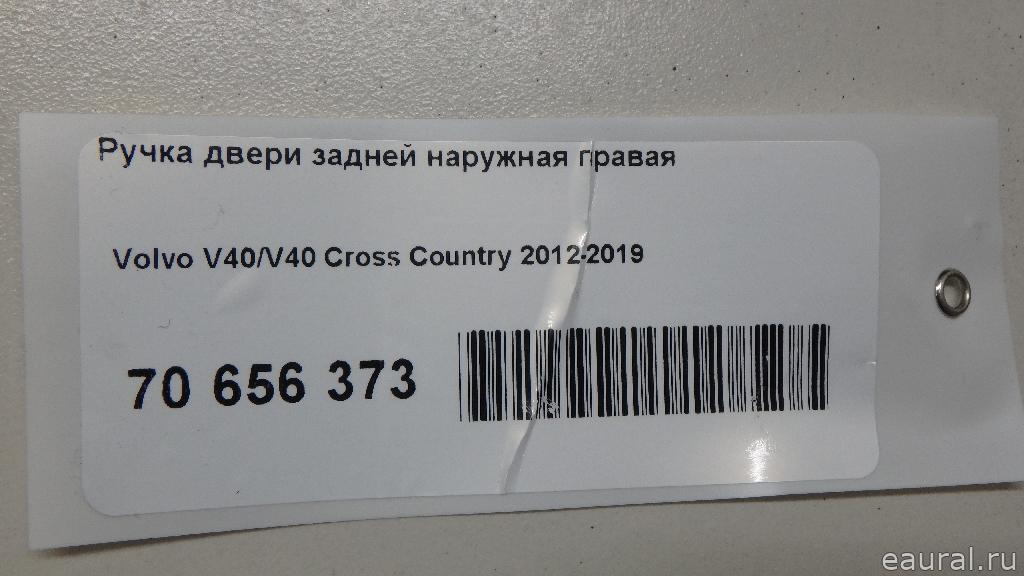 Ручка двери задней наружная правая
Volvo V40/V40 Cross Country 2012-2019
70 656 373
eaural.ru